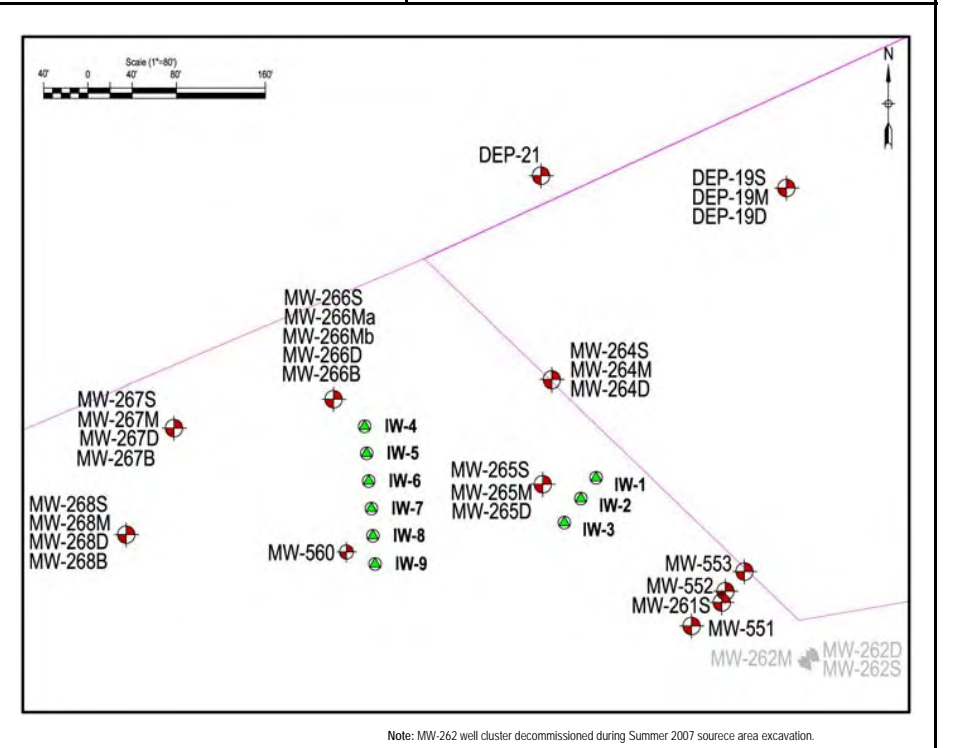 Scale (1"=80')
40' 0 40' 80' 160'
N
DEP-21
DEP-19S
DEP-19M
DEP-19D
MW-266S
MW-266Ma
MW-266Mb
MW-266D
MW-266B
MW-264S
MW-264M
MW-264D
MW-267S
MW-267M
MW-267D
MW-267B
IW-4
IW-5
IW-6
IW-7
IW-8
IW-9
MW-265S
MW-265M
MW-265D
IW-1
IW-2
IW-3
MW-268S
MW-268M
MW-268D
MW-268B
MW-560
MW-553
MW-552
MW-261S
MW-551
MW-262M
MW-262D
MW-262S
Note: MW-262 well cluster decommissioned during Summer 2007 sourece area excavation.